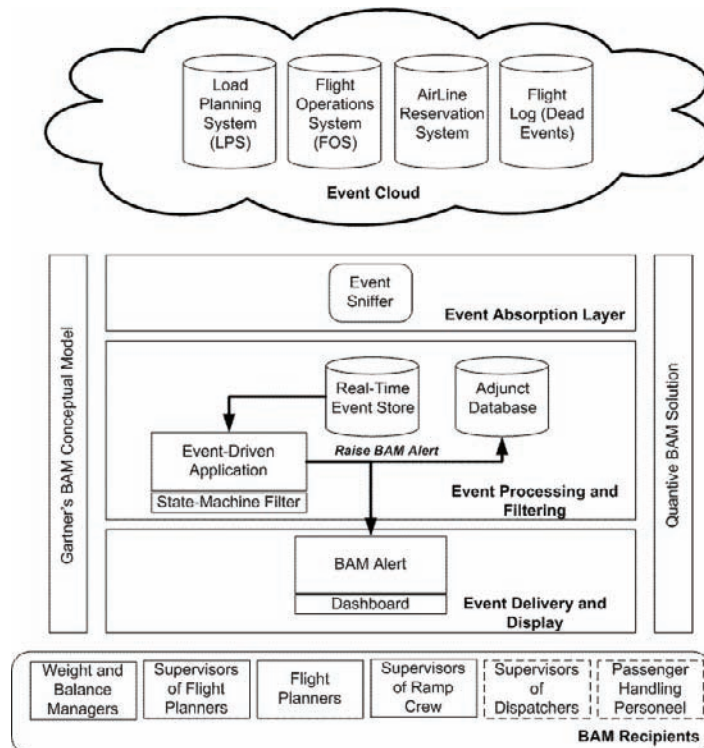 Load
Planning
System
(LPS)
Flight
Operations
System
(FOS)
AirLine
Reservation
System
Flight
Log (Dead
Events)
Event Cloud
Gartner's BAM Conceptual Model
Event
Sniffer
Event Absorption Layer
Real-Time
Event Store
Adjunct
Database
Event-Driven
Application
Raise BAM Alert
State-Machine Filter
Event Processing and
Filtering
BAM Alert
Dashboard
Event Delivery and
Display
Quantive BAM Solution
Weight and
Balance
Managers
Supervisors
of Flight
Planners
Flight
Planners
Supervisors
of Ramp
Crew
Supervisors
of
Dispatchers
Passenger
Handling
Personeel
BAM Recipients